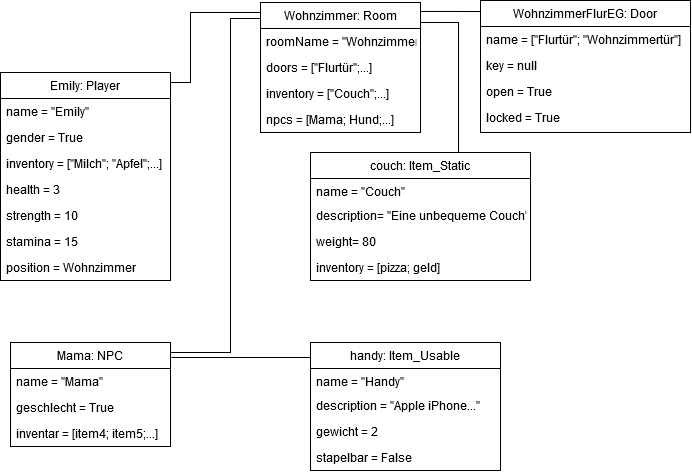 Wohnzimmer: Room
roomName = "Wohnzimmer
doors = ["Flurtür";...]
inventory = ["Couch";...
npcs = [Mama; Hund;...]
WohnzimmerFlurEG: Door
name = ["Flurtür"; "Wohnzimmertür"]
key = null
open = True
locked = True
Emily: Player
name = "Emily"
gender = True
inventory = ["Milch"; "Apfel";...]
health = 3
strength = 10
stamina = 15
position = Wohnzimmer
couch: Item_Static
name = "Couch"
description= "Eine unbequeme Couch"
weight= 80
inventory = [pizza; geld]
Mama: NPC
name = "Mama"
geschlecht = True
inventar = [item4; item5;...]
handy: Item_Usable
name = "Handy"
description = "Apple iPhone..."
gewicht = 2
stapelbar = False